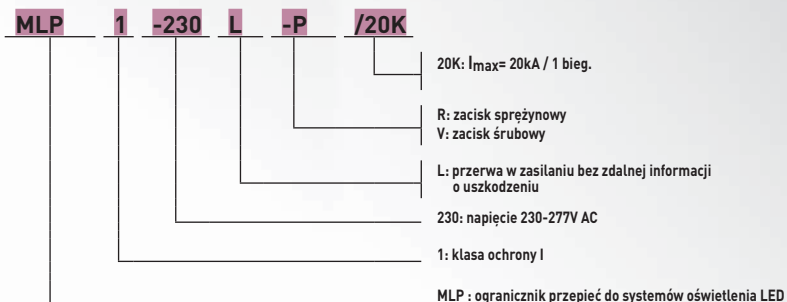 MLP 1 -230 L -P /20K
20K: Imax= 20kA / 1 bieg.
R: zacisk sprężynowy
V: zacisk śrubowy
L: przerwa w zasilaniu bez zdalnej informacji
o uszkodzeniu
230: napięcie 230-277V AC
1: klasa ochrony I
MLP : ogranicznik przepięć do systemów oświetlenia LED